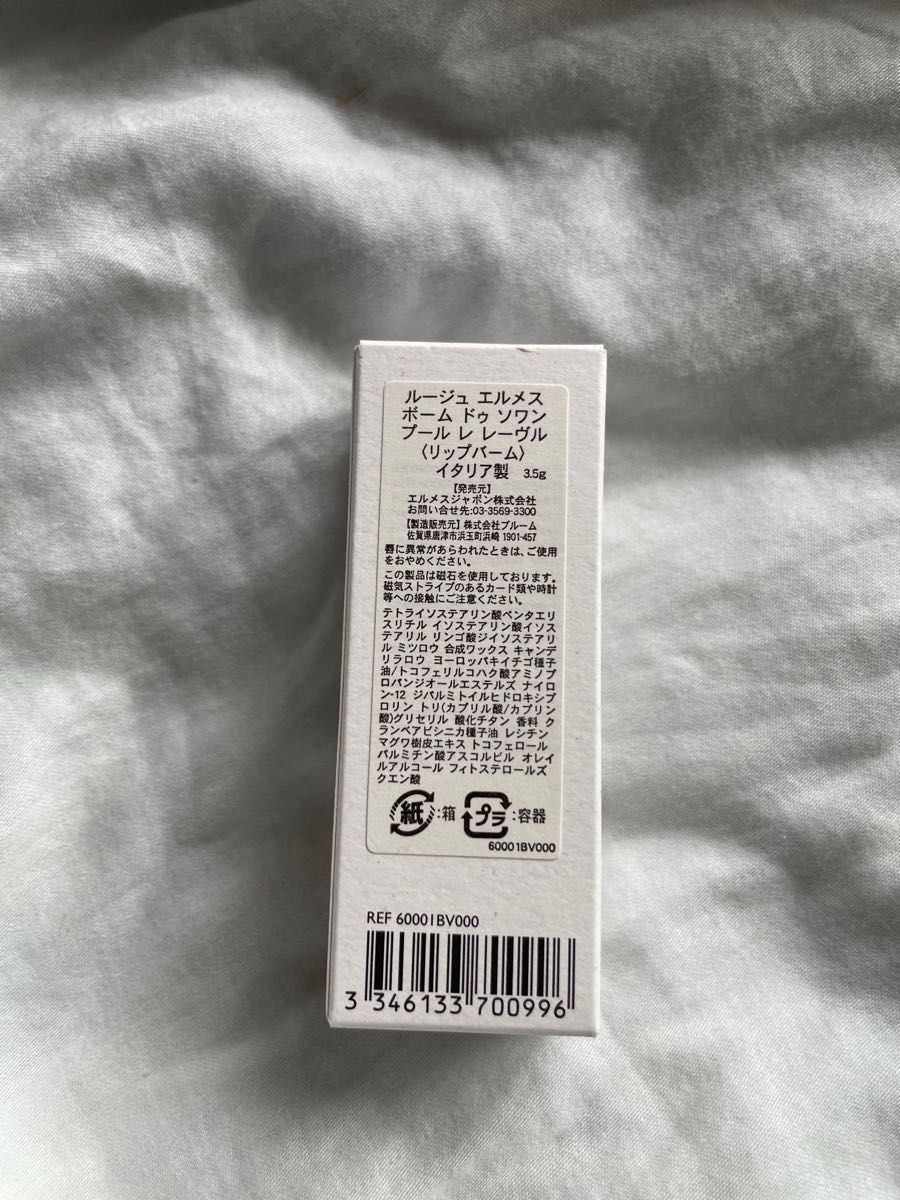 ルージュ エルメス
ボーム ドゥ ソワン
プール レ レーヴル
〈リップバーム〉
イタリア製 3.5g
【発売元】
エルメスジャポン株式会社
お問い合せ先:03-3569-3300
【製造販売元】株式会社ブルーム
佐賀県唐津市浜玉町浜崎 1901-457
唇に異常があらわれたときは、ご使用
をおやめください。
この製品は磁石を使用しております。
磁気ストライプのあるカード類や時計
等への接触にご注意ください。
テトライソステアリン酸ペンタエリ
スリチル イソステアリン酸イソス
テアリル リンゴ酸ジイソステアリ
ル ミツロウ 合成ワックス キャンデ
リラロウ ヨーロッパキイチゴ種子
油/トコフェリルコハク酸アミノプ
ロパンジオールエステルズ ナイロ
ン-12 ジパルミトイルヒドロキシプ
ロリン トリ(カプリル酸/カプリン
酸)グリセリル 酸化チタン 香料 ク
ランベアビシニカ種子油 レシチン
マグワ樹皮エキス トコフェロール
パルミチン酸アスコルビル オレイ
ルアルコール フィトステロールズ
クエン酸
紙:箱 プラ:容器
60001BV000
REF 60001BV000
3 346133 700996